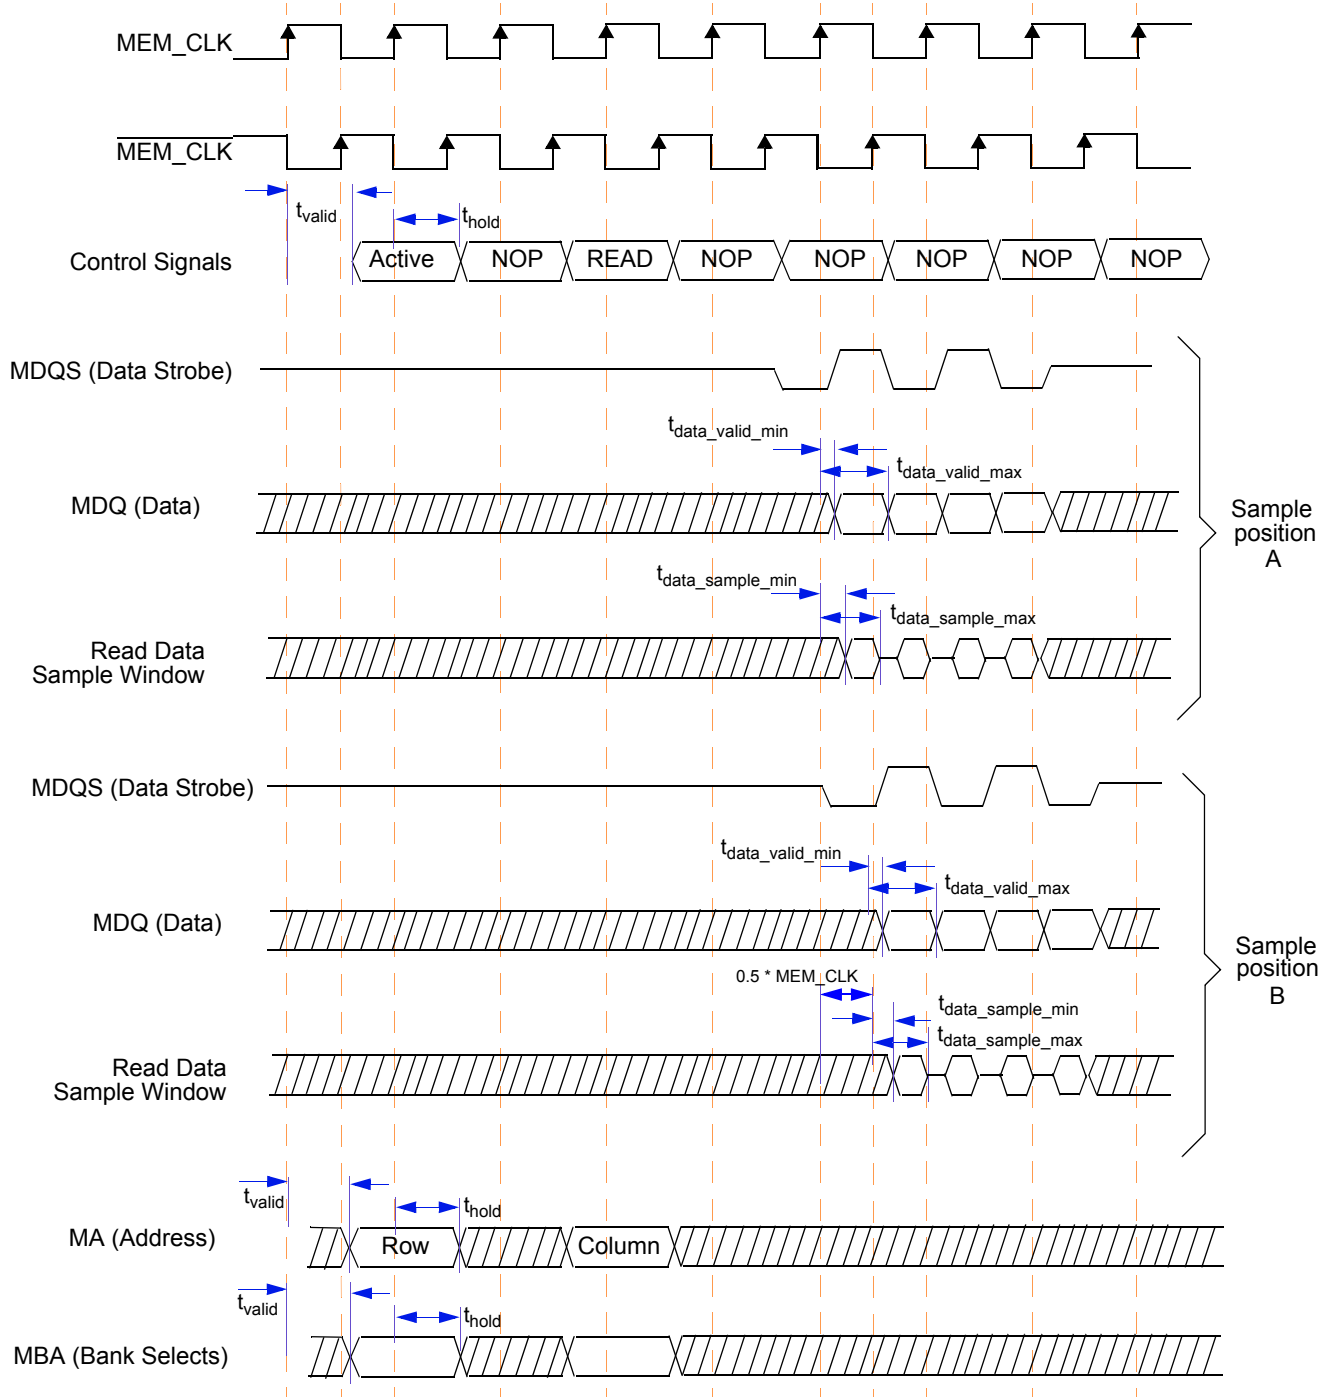 MEM_CLK
MEM_CLK
tvalid
thold
Control Signals
Active NOP READ NOP NOP NOP NOP NOP
MDQS (Data Strobe)
tdata_valid_min
tdata_valid_max
MDQ (Data)
Sample
position
A
tdata_sample_min
tdata_sample_max
Read Data
Sample Window
MDQS (Data Strobe)
tdata_valid_min
tdata_valid_max
MDQ (Data)
Sample
position
B
0.5 * MEM_CLK
tdata_sample_min
tdata_sample_max
Read Data
Sample Window
tvalid
thold
MA (Address)
Row Column
tvalid
thold
MBA (Bank Selects)